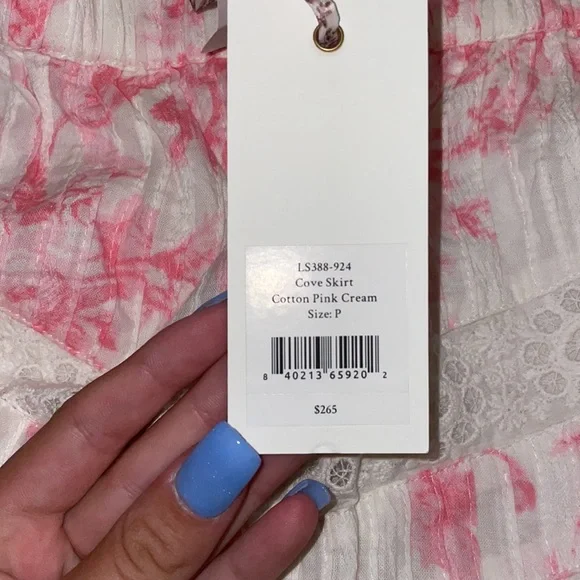 LS388-924
Cove Skirt
Cotton Pink Cream
Size: P
8 40213 65920 2
$265